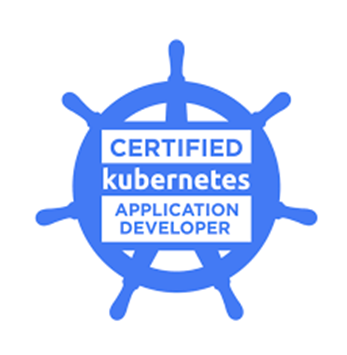 CERTIFIED
kubernetes
APPLICATION
DEVELOPER